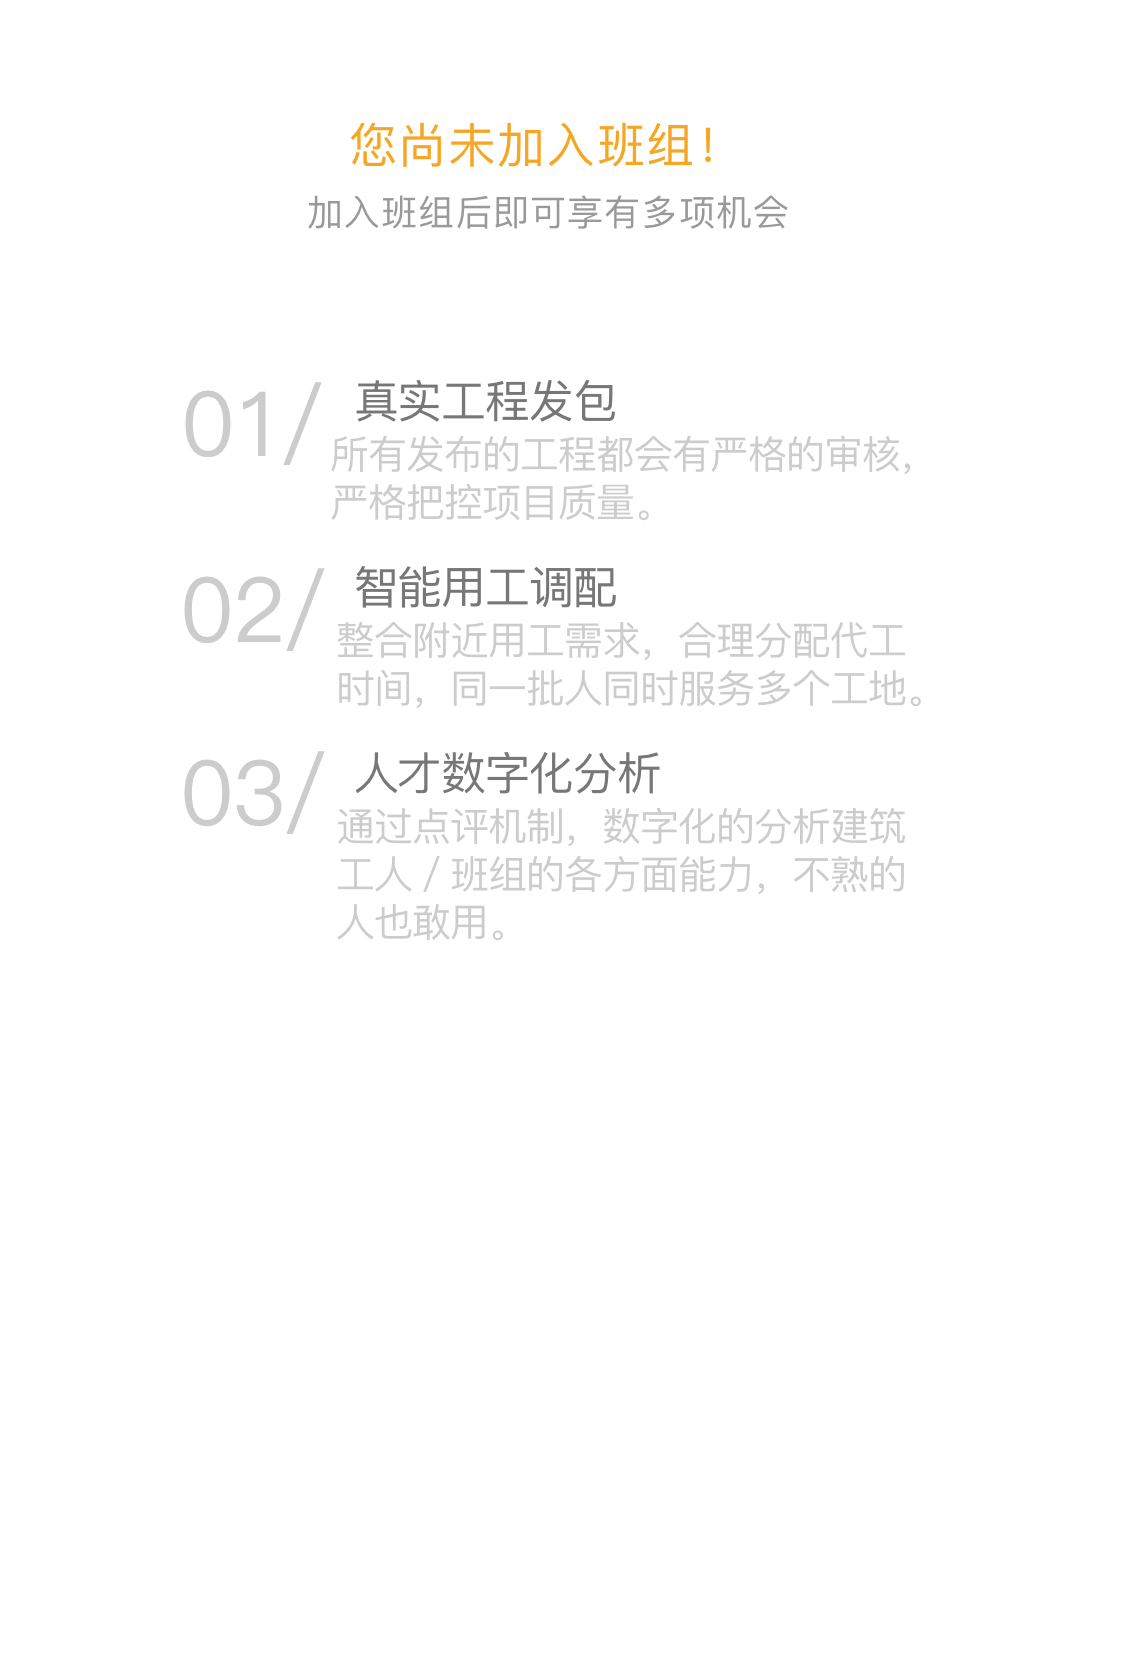 您尚未加入班组！
加入班组后即可享有多项机会
01/ 真实工程发包
所有发布的工程都会有严格的审核，
严格把控项目质量。
02/ 智能用工调配
整合附近用工需求，合理分配代工
时间，同一批人同时服务多个工地。
03/ 人才数字化分析
通过点评机制，数字化的分析建筑
工人／班组的各方面能力，不熟的
人也敢用。